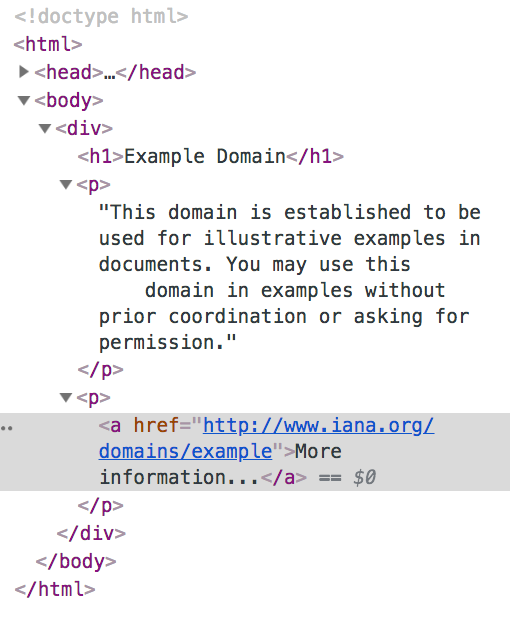 <!doctype html>
<html>
<head>…</head>
<body>
<div>
<h1>Example Domain</h1>
<p>
"This domain is established to be
used for illustrative examples in
documents. You may use this
domain in examples without
prior coordination or asking for
permission."
</p>
<p>
<a href="http://www.iana.org/
domains/example">More
information...</a> == $0
</p>
</div>
</body>
</html>